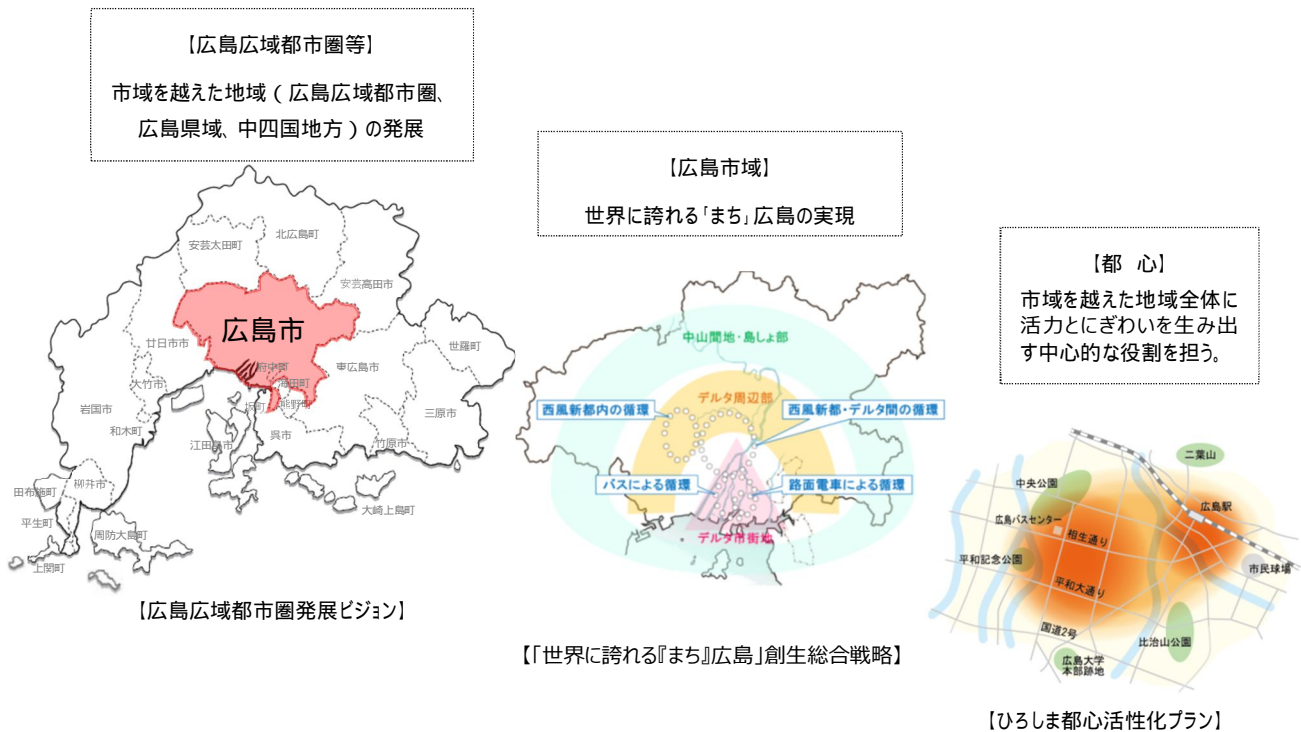 【広島広域都市圏等】
市域を越えた地域(広島広域都市圏、
広島県域、中四国地方)の発展
安芸太田町
北広島町
安芸高田市
広島市
廿日市市
府中町
海田町
東広島市
世羅町
大竹市
坂町
熊野町
岩国市
和木町
三原市
江田島市
呉市
竹原市
柳井市
田布施町
大崎上島町
平生町
周防大島町
上関町
【広島広域都市圏発展ビジョン】
【広島市域】
世界に誇れる「まち」広島の実現
中山間地・島しょ部
デルタ周辺部
西風新都内の循環
西風新都・デルタ間の循環
バスによる循環
路面電車による循環
デルタ市街地
【「世界に誇れる『まち』広島」創生総合戦略】
【都 心】
市域を越えた地域全体に
活力とにぎわいを生み出
す中心的な役割を担う。
二葉山
中央公園
広島駅
広島バスセンター
相生通り
平和記念公園
市民球場
平和大通り
国道2号
比治山公園
広島大学
本部跡地
【ひろしま都心活性化プラン】